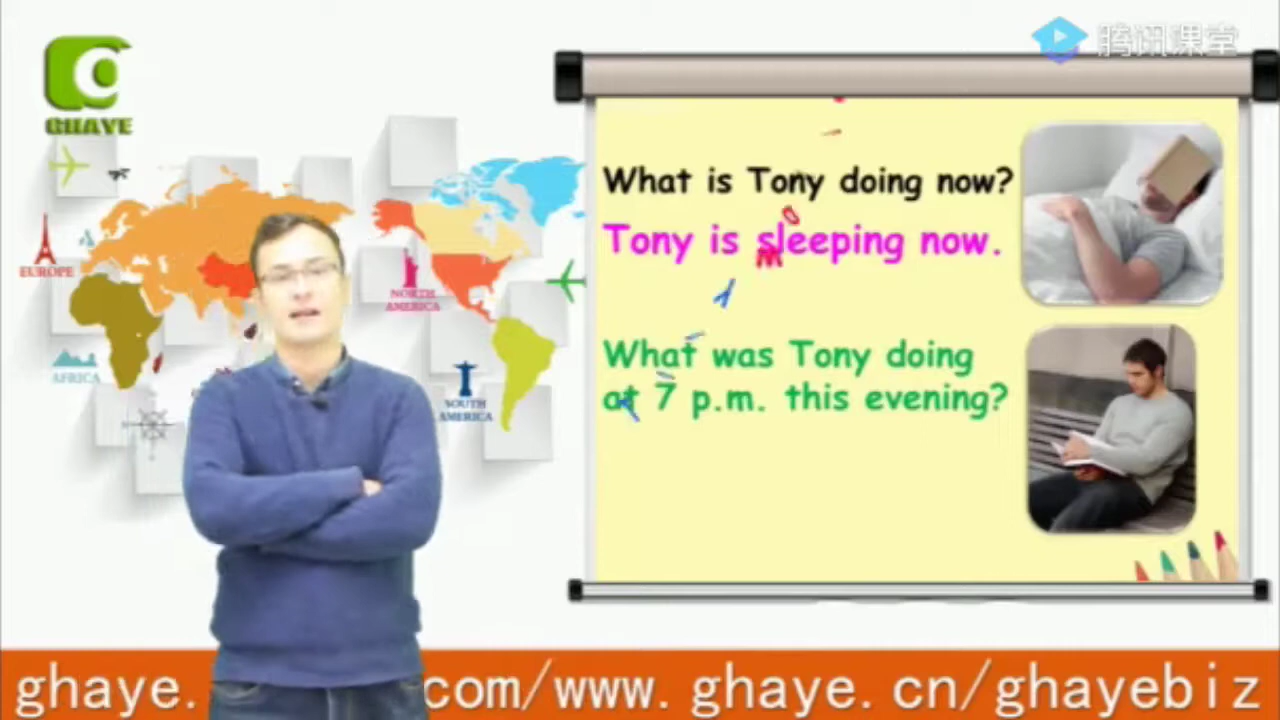 GHAYE
腾讯课堂
What is Tony doing now?
Tony is sleeping now.
What was Tony doing
at 7 p.m. this evening?
EUROPE
NORTH
AMERICA
AFRICA
SOUTH
AMERICA
ghaye. com/www. ghaye. cn/ghayebiz